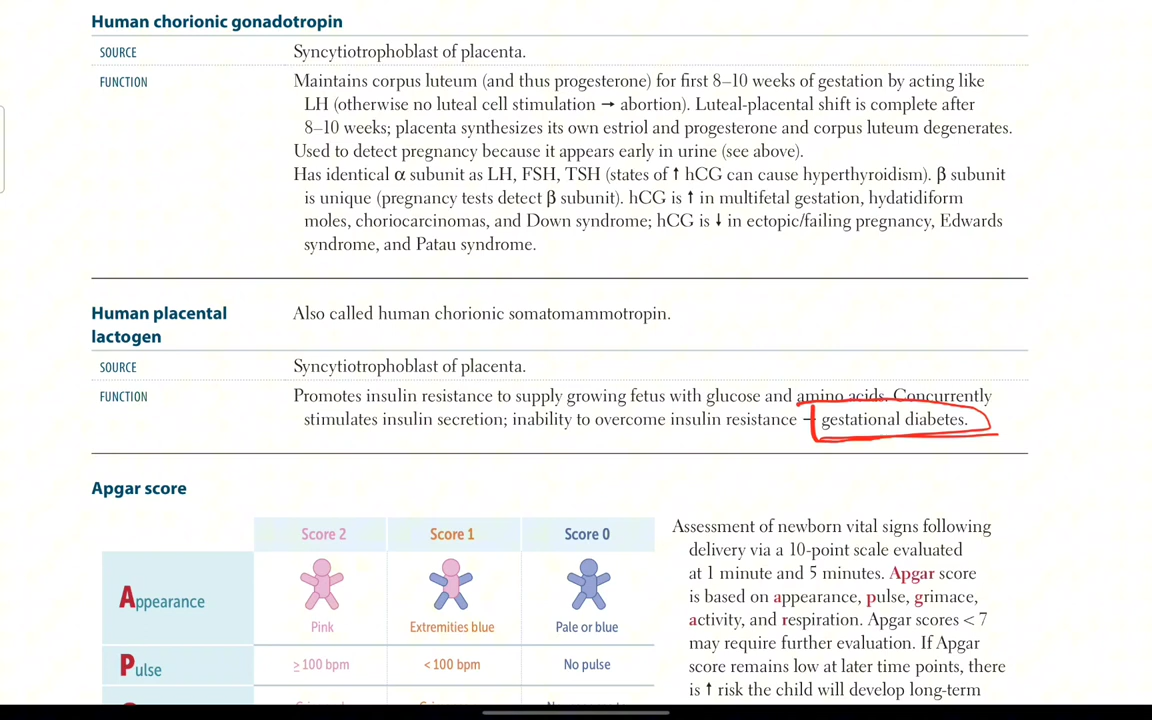 Human chorionic gonadotropin
SOURCE Syncytiotrophoblast of placenta.
FUNCTION Maintains corpus luteum (and thus progesterone) for first 8–10 weeks of gestation by acting like
LH (otherwise no luteal cell stimulation → abortion). Luteal-placental shift is complete after
8–10 weeks; placenta synthesizes its own estriol and progesterone and corpus luteum degenerates.
Used to detect pregnancy because it appears early in urine (see above).
Has identical α subunit as LH, FSH, TSH (states of ↑ hCG can cause hyperthyroidism). β subunit
is unique (pregnancy tests detect β subunit). hCG is ↑ in multifetal gestation, hydatidiform
moles, choriocarcinomas, and Down syndrome; hCG is ↓ in ectopic/failing pregnancy, Edwards
syndrome, and Patau syndrome.
Human placental Also called human chorionic somatomammotropin.
lactogen
SOURCE Syncytiotrophoblast of placenta.
FUNCTION Promotes insulin resistance to supply growing fetus with glucose and amino acids. Concurrently
stimulates insulin secretion; inability to overcome insulin resistance → gestational diabetes.
Apgar score
Score 2 Score 1 Score 0
Appearance
Pink Extremities blue Pale or blue
Pulse ≥ 100 bpm < 100 bpm No pulse
Assessment of newborn vital signs following
delivery via a 10-point scale evaluated
at 1 minute and 5 minutes. Apgar score
is based on appearance, pulse, grimace,
activity, and respiration. Apgar scores < 7
may require further evaluation. If Apgar
score remains low at later time points, there
is ↑ risk the child will develop long-term